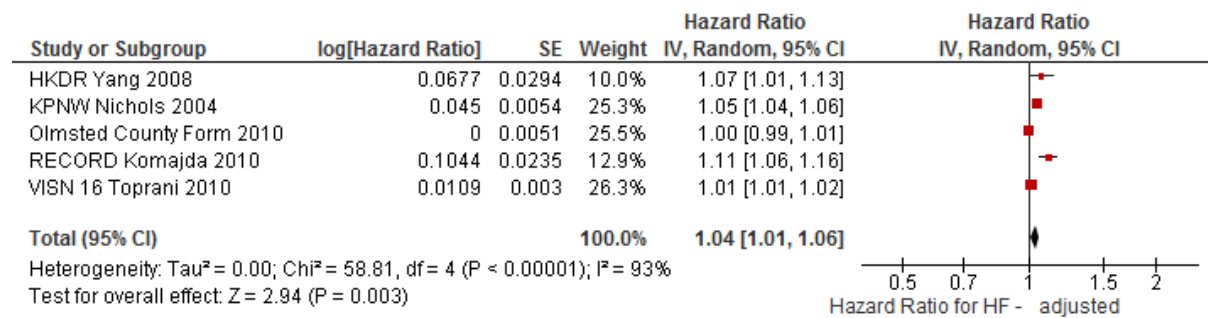 Hazard Ratio Hazard Ratio
Study or Subgroup log[Hazard Ratio] SE Weight IV, Random, 95% CI IV, Random, 95% CI
HKDR Yang 2008 0.0677 0.0294 10.0% 1.07 [1.01, 1.13]
KPNW Nichols 2004 0.045 0.0054 25.3% 1.05 [1.04, 1.06]
Olmsted County Form 2010 0 0.0051 25.5% 1.00 [0.99, 1.01]
RECORD Komajda 2010 0.1044 0.0235 12.9% 1.11 [1.06, 1.16]
VISN 16 Toprani 2010 0.0109 0.003 26.3% 1.01 [1.01, 1.02]
Total (95% CI) 100.0% 1.04 [1.01, 1.06]
Heterogeneity: Tau² = 0.00; Chi² = 58.81, df = 4 (P < 0.00001); I² = 93%
Test for overall effect: Z = 2.94 (P = 0.003)
0.5 0.7 1 1.5 2
Hazard Ratio for HF - adjusted